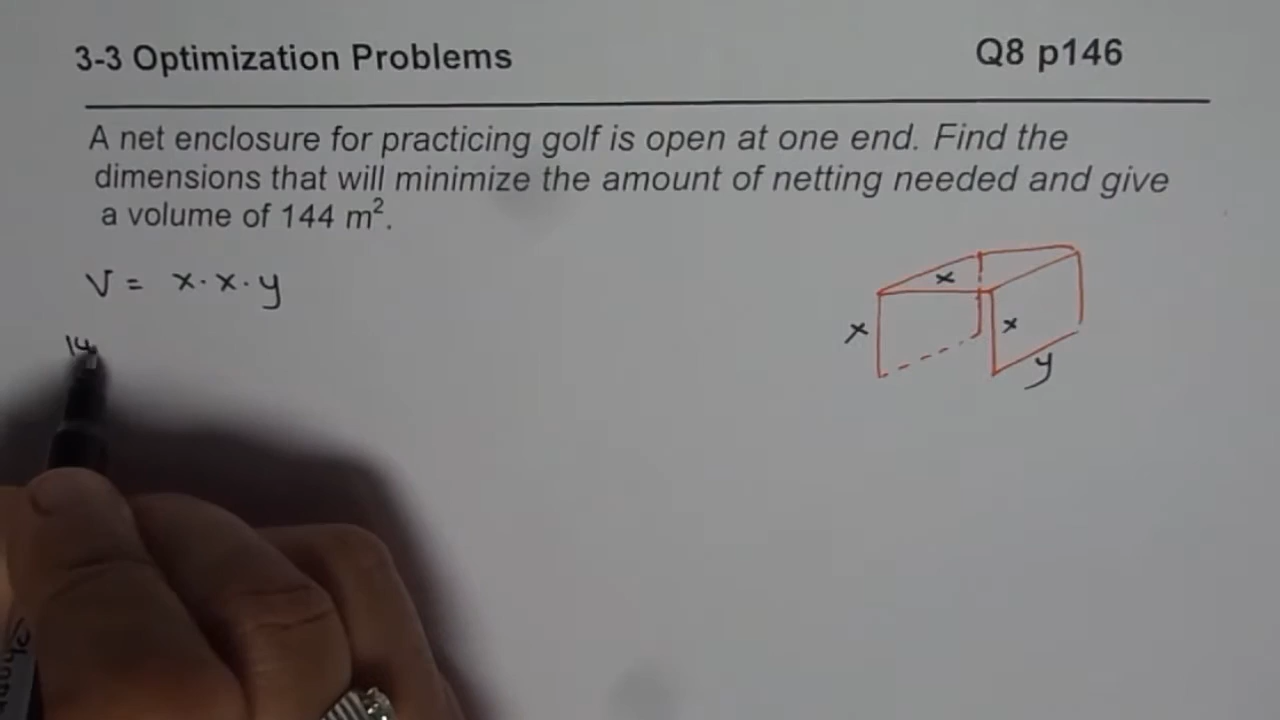 3-3 Optimization Problems Q8 p146
A net enclosure for practicing golf is open at one end. Find the
dimensions that will minimize the amount of netting needed and give
a volume of 144 m².
V = x · x · y
x
x
x
y
14